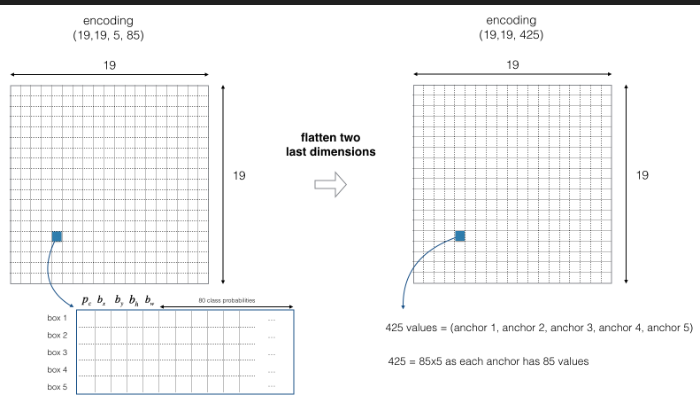 encoding
(19,19, 5, 85)
19
19
flatten two
last dimensions
encoding
(19,19, 425)
19
19
p_c b_x b_y b_h b_w 80 class probabilities
box 1 ...
box 2 ...
box 3 ...
box 4 ...
box 5 ...
425 values = (anchor 1, anchor 2, anchor 3, anchor 4, anchor 5)
425 = 85x5 as each anchor has 85 values